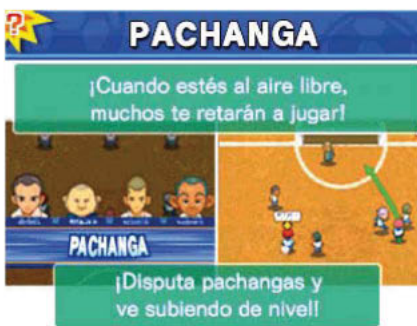 ?
PACHANGA
¡Cuando estés al aire libre,
muchos te retarán a jugar!
PACHANGA
¡Disputa pachangas y
ve subiendo de nivel!